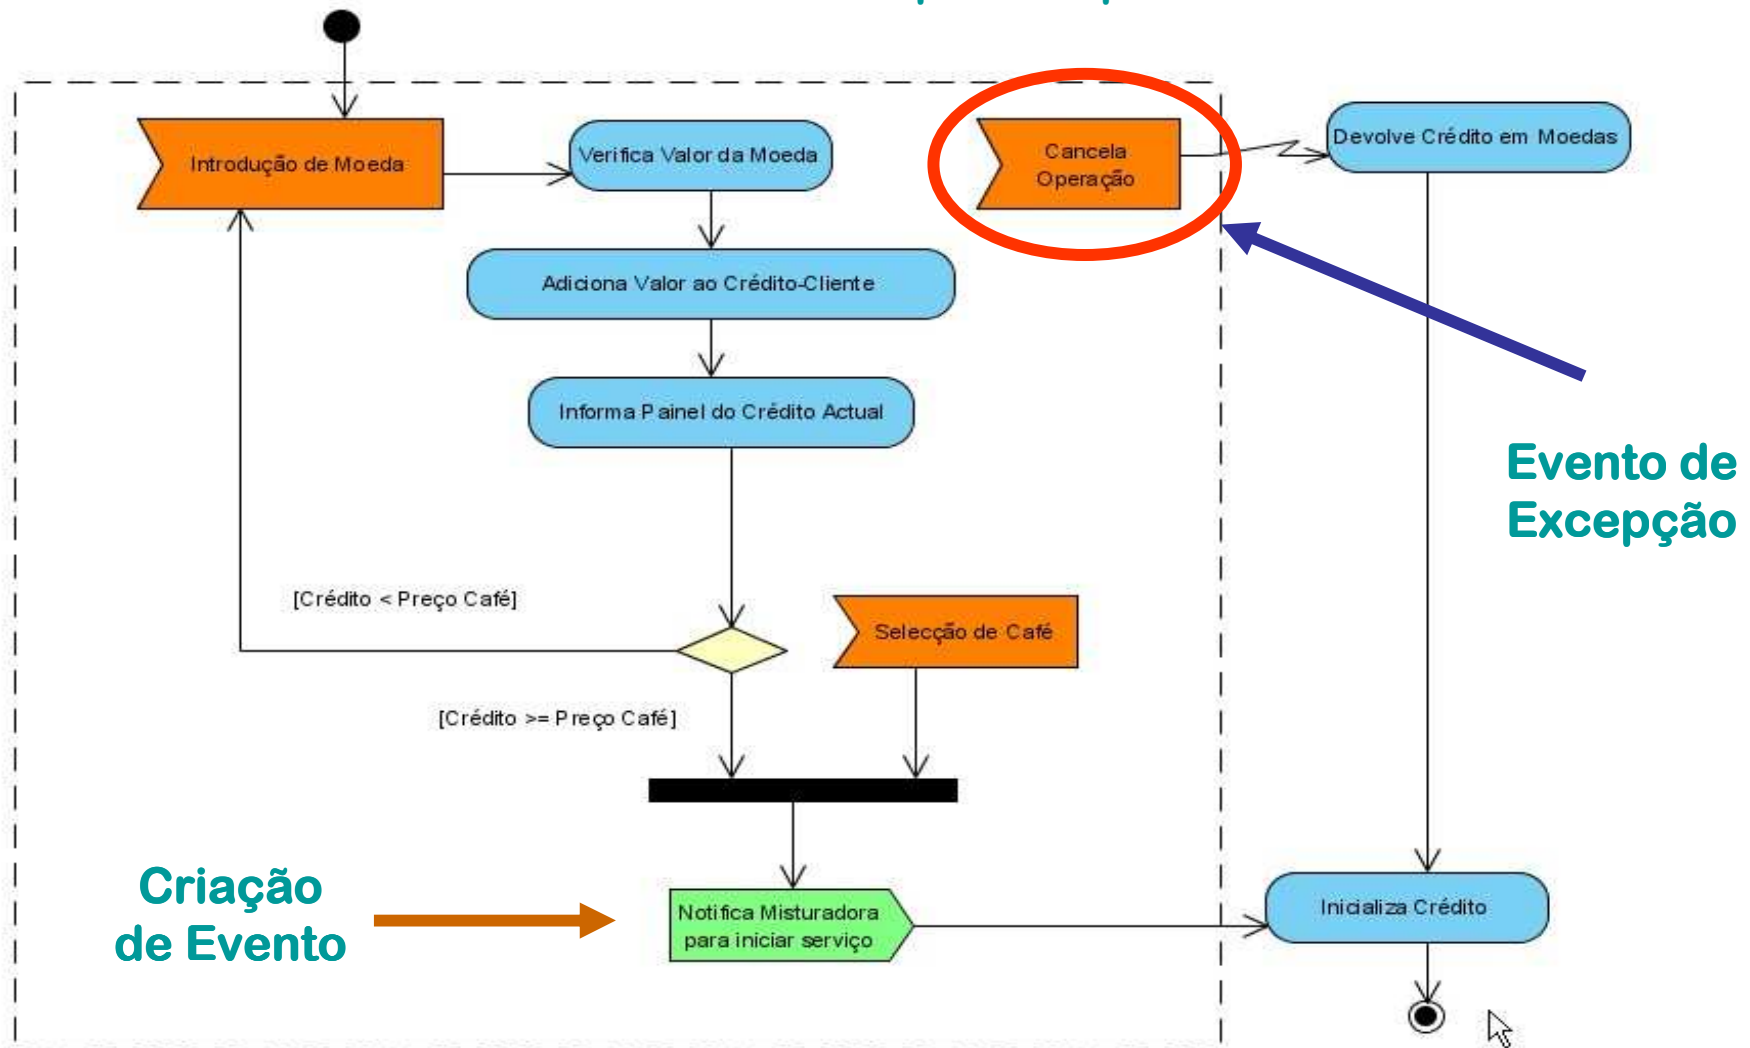 Introdução de Moeda
Verifica Valor da Moeda
Cancela
Operação
Devolve Crédito em Moedas
Adiciona Valor ao Crédito-Cliente
Informa Painel do Crédito Actual
Evento de
Excepção
[Crédito < Preço Café]
Selecção de Café
[Crédito >= Preço Café]
Criação
de Evento
Notifica Misturadora
para iniciar serviço
Inicializa Crédito